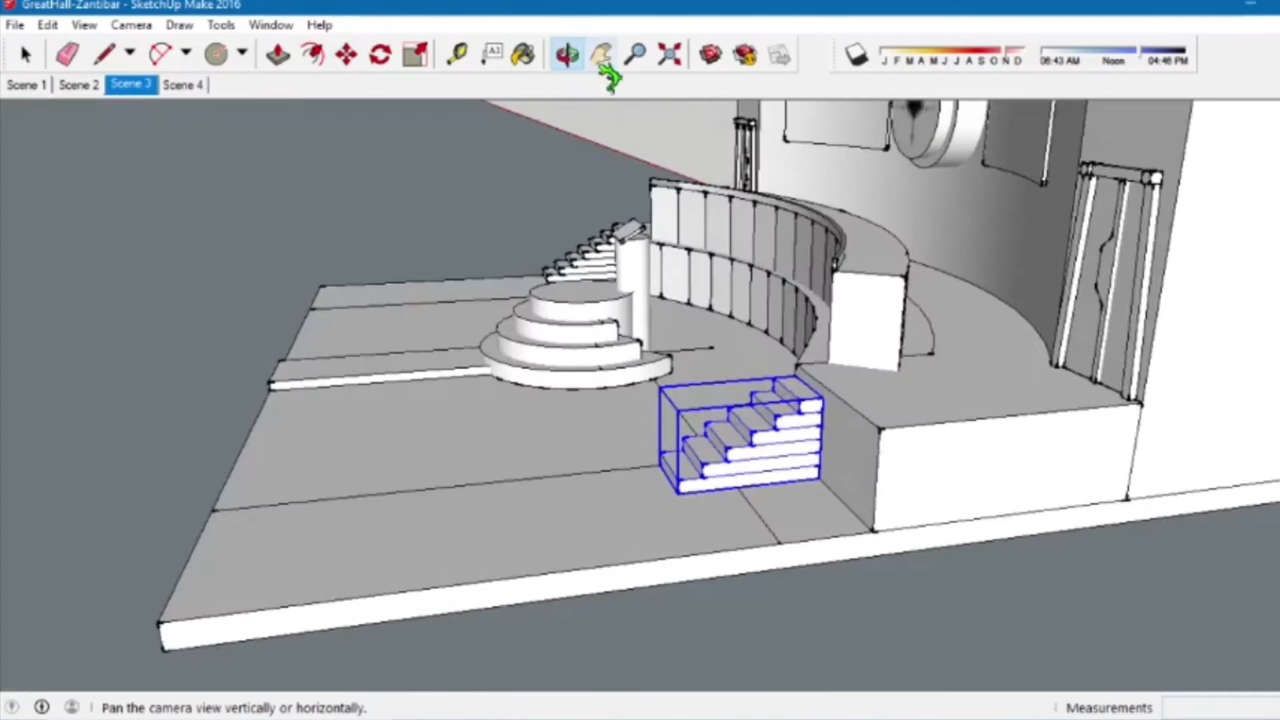 GreatHall-Zantibar - SketchUp Make 2016
File Edit View Camera Draw Tools Window Help
A1
J F M A M J J A S O N D 06:43 AM Noon 04:46 PM
Scene 1 Scene 2 Scene 3 Scene 4
Pan the camera view vertically or horizontally. Measurements